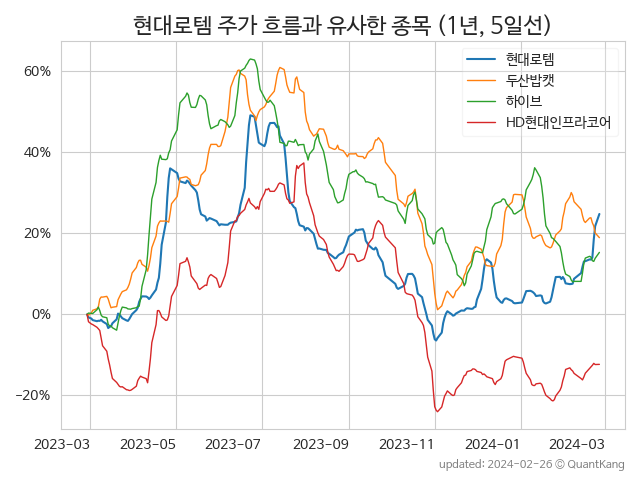 현대로템 주가 흐름과 유사한 종목 (1년, 5일선)
현대로템
두산밥캣
하이브
HD현대인프라코어
60%
40%
20%
0%
−20%
2023-03 2023-05 2023-07 2023-09 2023-11 2024-01 2024-03
updated: 2024-02-26 © QuantKang